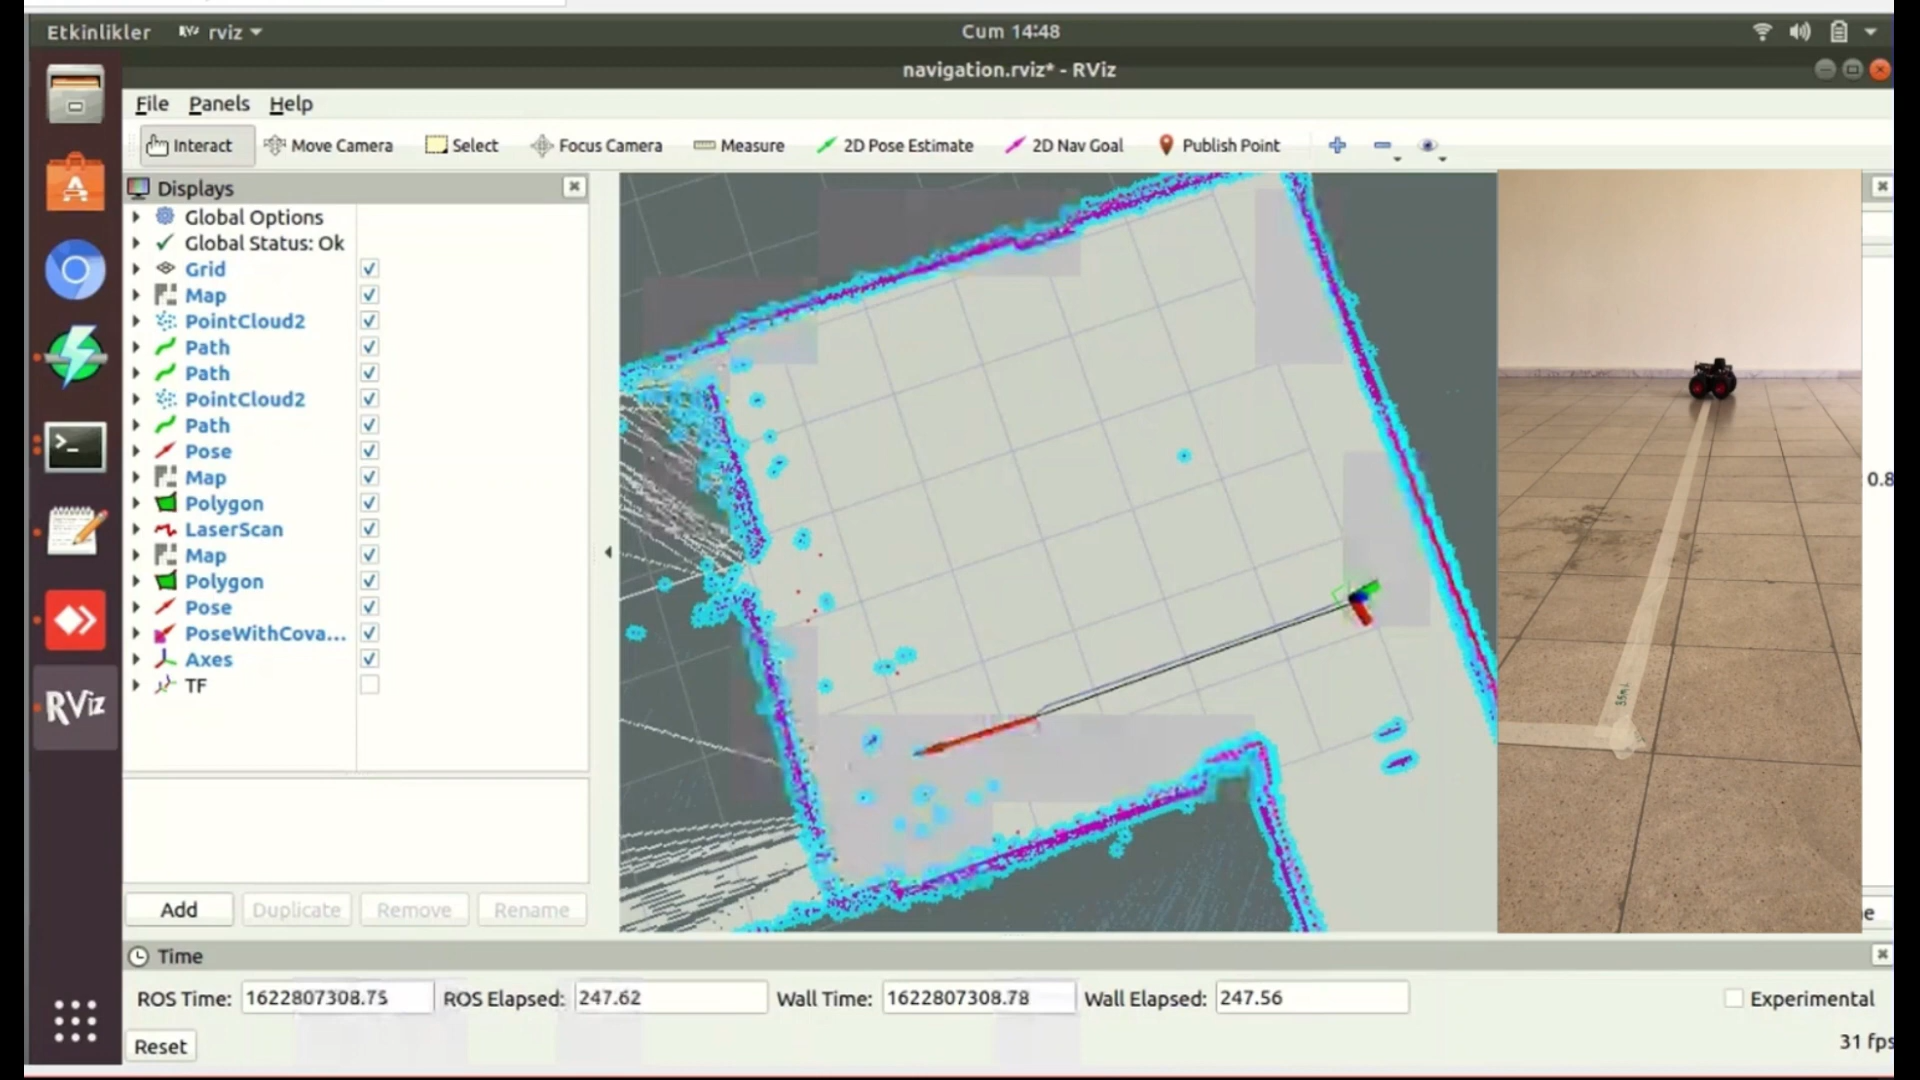 Etkinlikler
RViz rviz
Cum 14:48
navigation.rviz* - RViz
File Panels Help
Interact Move Camera Select Focus Camera Measure 2D Pose Estimate 2D Nav Goal Publish Point
Displays
Global Options
Global Status: Ok
Grid
Map
PointCloud2
Path
Path
PointCloud2
Path
Pose
Map
Polygon
LaserScan
Map
Polygon
Pose
PoseWithCova...
Axes
TF
RViz
0.8
Add Duplicate Remove Rename
e
Time
ROS Time: 1622807308.75 ROS Elapsed: 247.62 Wall Time: 1622807308.78 Wall Elapsed: 247.56 Experimental
Reset
31 fps